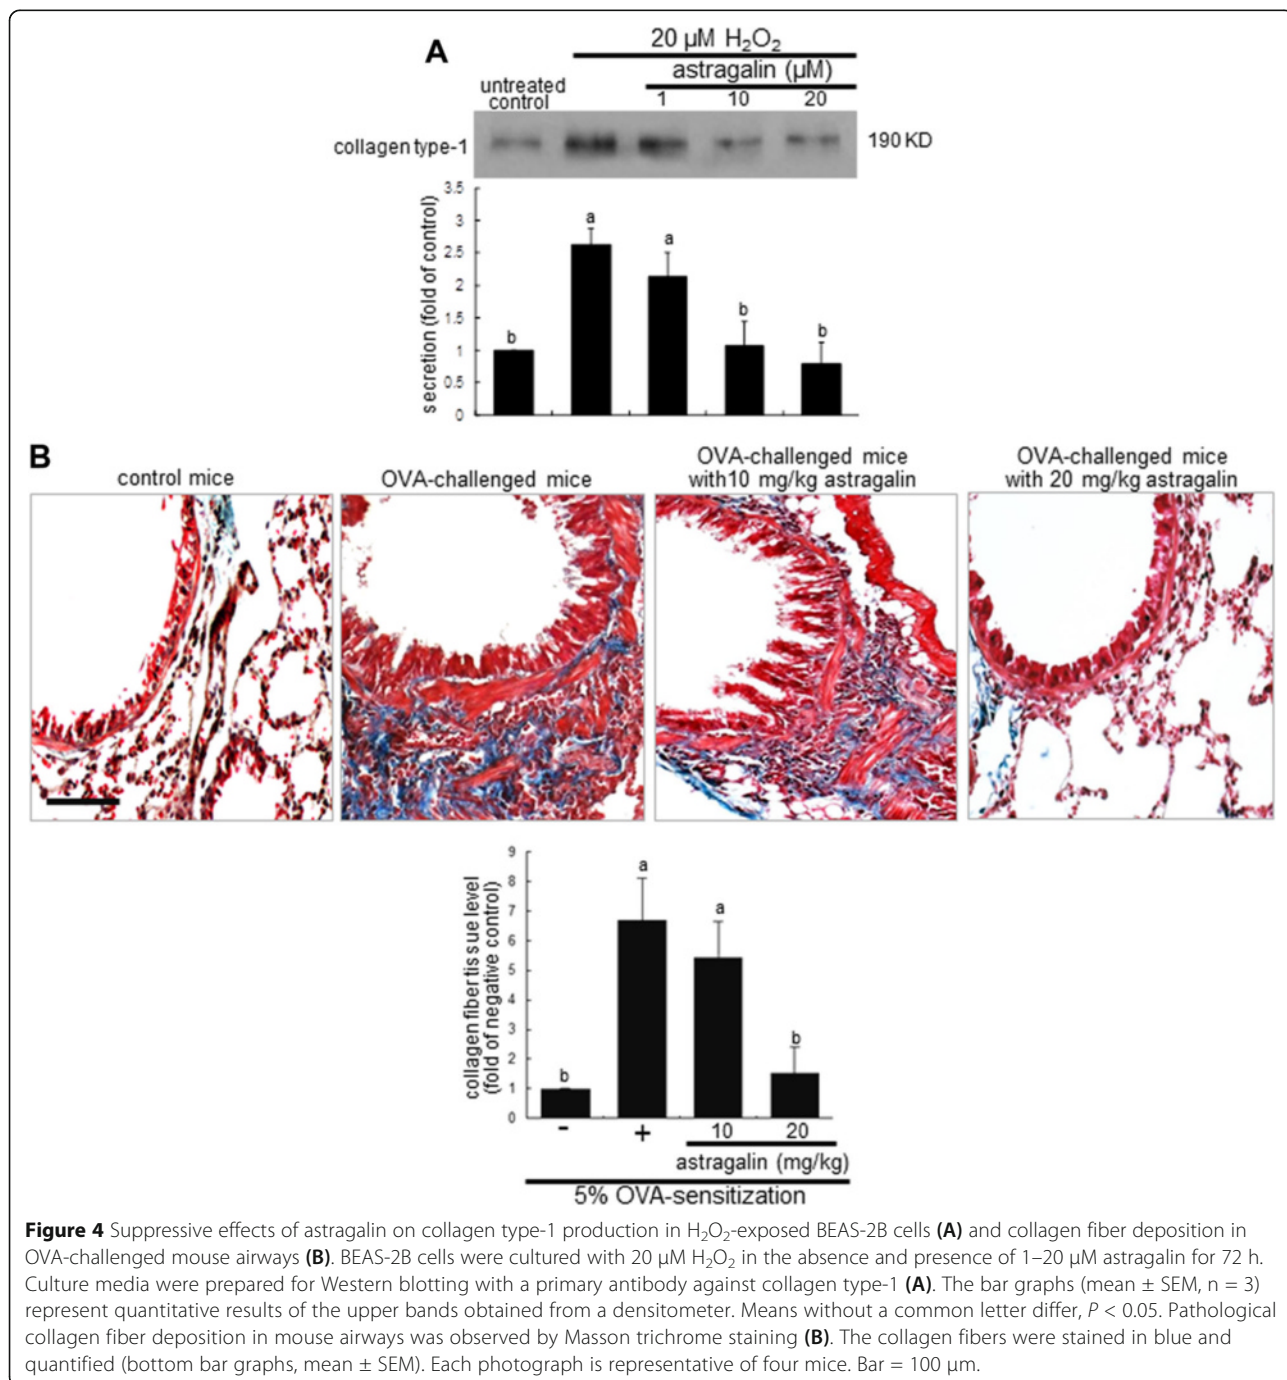 A
20 µM H₂O₂
astragalin (µM)
untreated
control
1 10 20
collagen type-1
190 KD
3.5
3
2.5
2
1.5
1
0.5
0
secretion (fold of control)
b
a
a
b
b
B
control mice
OVA-challenged mice
OVA-challenged mice
with10 mg/kg astragalin
OVA-challenged mice
with 20 mg/kg astragalin
9
8
7
6
5
4
3
2
1
0
collagen fiber tissue level
(fold of negative control)
b
a
a
b
- + 10 20
astragalin (mg/kg)
5% OVA-sensitization
Figure 4 Suppressive effects of astragalin on collagen type-1 production in H₂O₂-exposed BEAS-2B cells (A) and collagen fiber deposition in
OVA-challenged mouse airways (B). BEAS-2B cells were cultured with 20 µM H₂O₂ in the absence and presence of 1–20 µM astragalin for 72 h.
Culture media were prepared for Western blotting with a primary antibody against collagen type-1 (A). The bar graphs (mean ± SEM, n = 3)
represent quantitative results of the upper bands obtained from a densitometer. Means without a common letter differ, P < 0.05. Pathological
collagen fiber deposition in mouse airways was observed by Masson trichrome staining (B). The collagen fibers were stained in blue and
quantified (bottom bar graphs, mean ± SEM). Each photograph is representative of four mice. Bar = 100 µm.